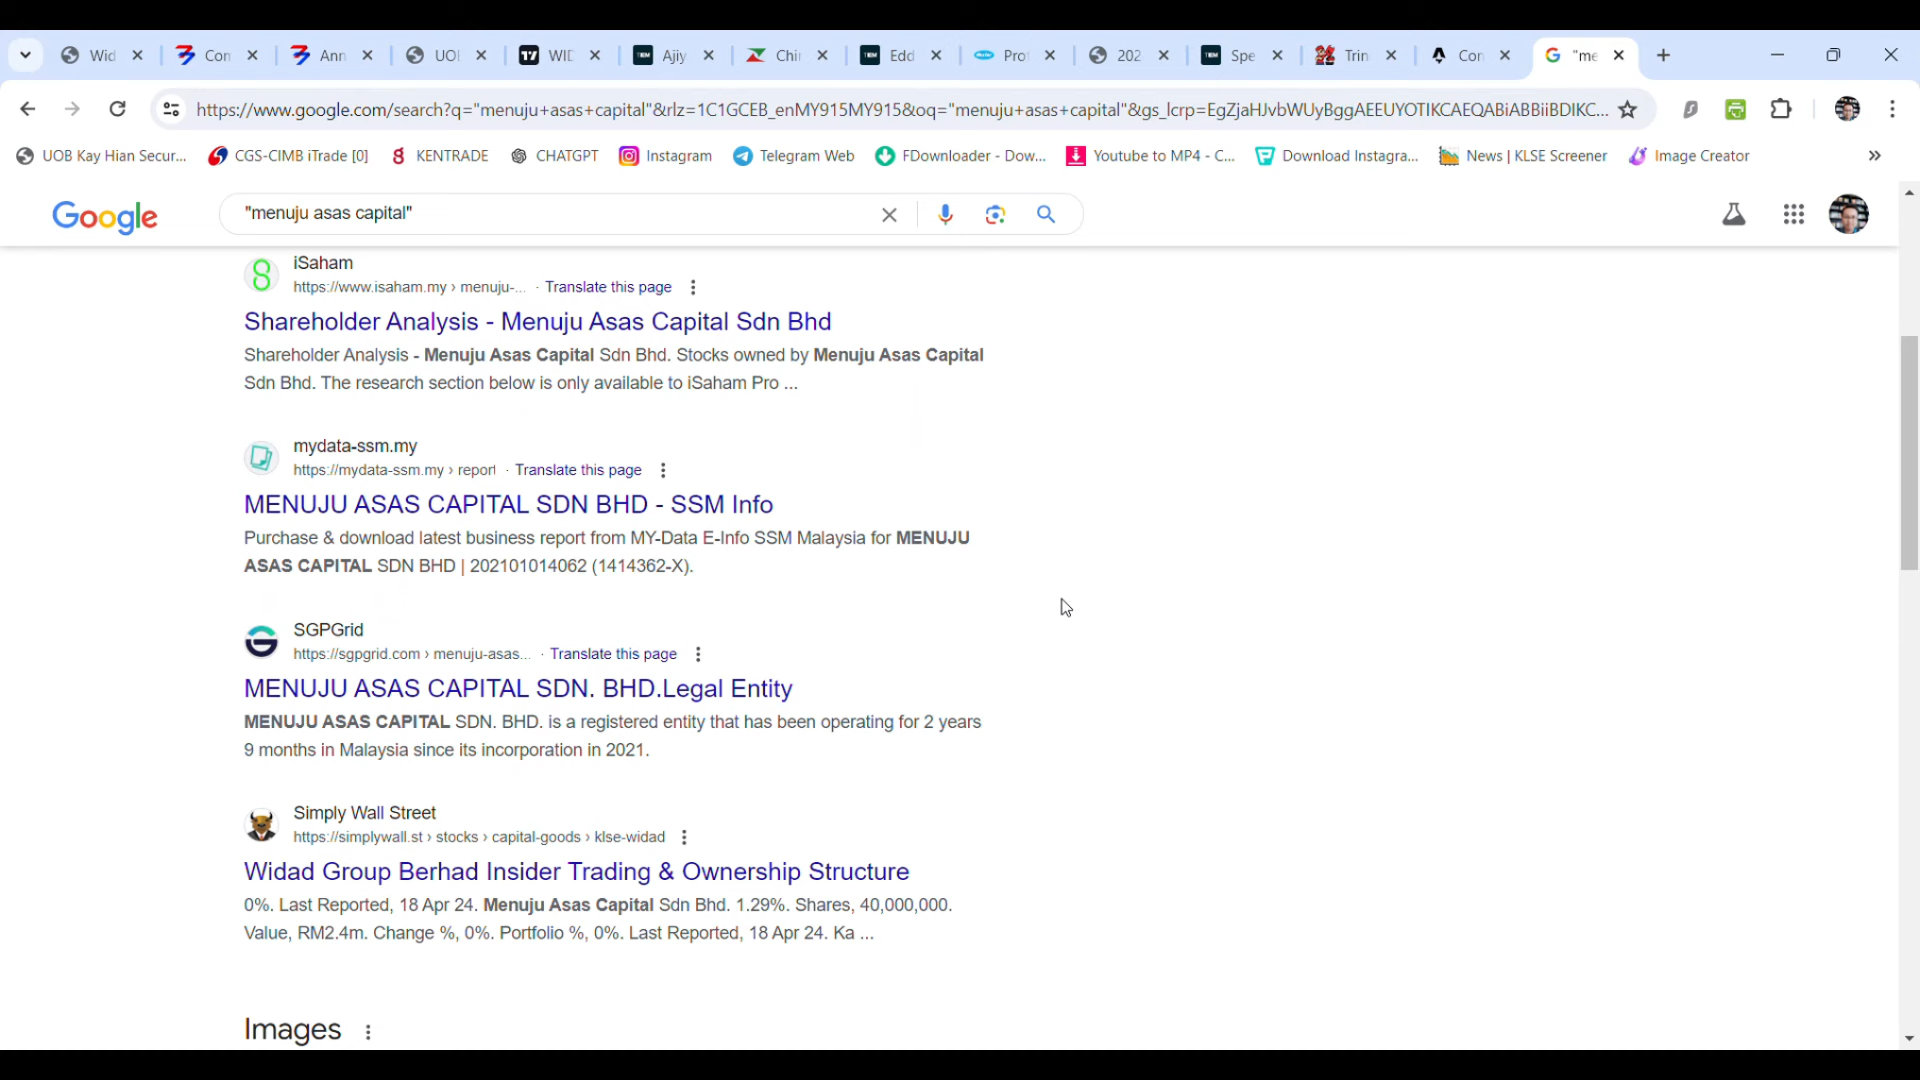 Wid
Con
Ann
UOI
WIE
Ajiy
Chi
Edd
Pro
202
Spe
Trin
Con
"me
https://www.google.com/search?q="menuju+asas+capital"&rlz=1C1GCEB_enMY915MY915&oq="menuju+asas+capital"&gs_lcrp=EgZjaHJvbWUyBggAEEUYOTIKCAEQABiABBiiBDIKC...
UOB Kay Hian Secur...
CGS-CIMB iTrade [0]
KENTRADE
CHATGPT
Instagram
Telegram Web
FDownloader - Dow...
Youtube to MP4 - C...
Download Instagra...
News | KLSE Screener
Image Creator
»
Google
"menuju asas capital"
iSaham
https://www.isaham.my › menuju-... · Translate this page
Shareholder Analysis - Menuju Asas Capital Sdn Bhd
Shareholder Analysis - Menuju Asas Capital Sdn Bhd. Stocks owned by Menuju Asas Capital
Sdn Bhd. The research section below is only available to iSaham Pro ...
mydata-ssm.my
https://mydata-ssm.my › report · Translate this page
MENUJU ASAS CAPITAL SDN BHD - SSM Info
Purchase & download latest business report from MY-Data E-Info SSM Malaysia for MENUJU
ASAS CAPITAL SDN BHD | 202101014062 (1414362-X).
SGPGrid
https://sgpgrid.com › menuju-asas... · Translate this page
MENUJU ASAS CAPITAL SDN. BHD.Legal Entity
MENUJU ASAS CAPITAL SDN. BHD. is a registered entity that has been operating for 2 years
9 months in Malaysia since its incorporation in 2021.
Simply Wall Street
https://simplywall.st › stocks › capital-goods › klse-widad
Widad Group Berhad Insider Trading & Ownership Structure
0%. Last Reported, 18 Apr 24. Menuju Asas Capital Sdn Bhd. 1.29%. Shares, 40,000,000.
Value, RM2.4m. Change %, 0%. Portfolio %, 0%. Last Reported, 18 Apr 24. Ka ...
Images